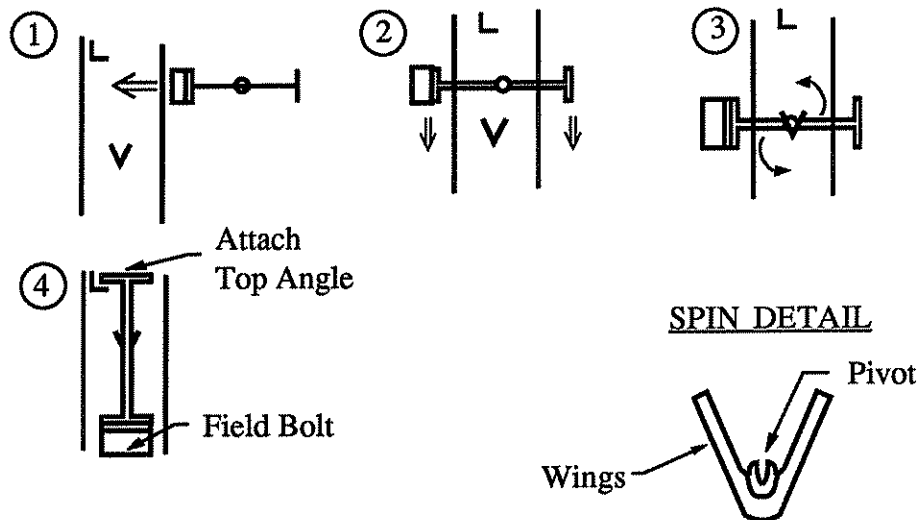 1
2
3
4
Attach
Top Angle
Field Bolt
SPIN DETAIL
Pivot
Wings